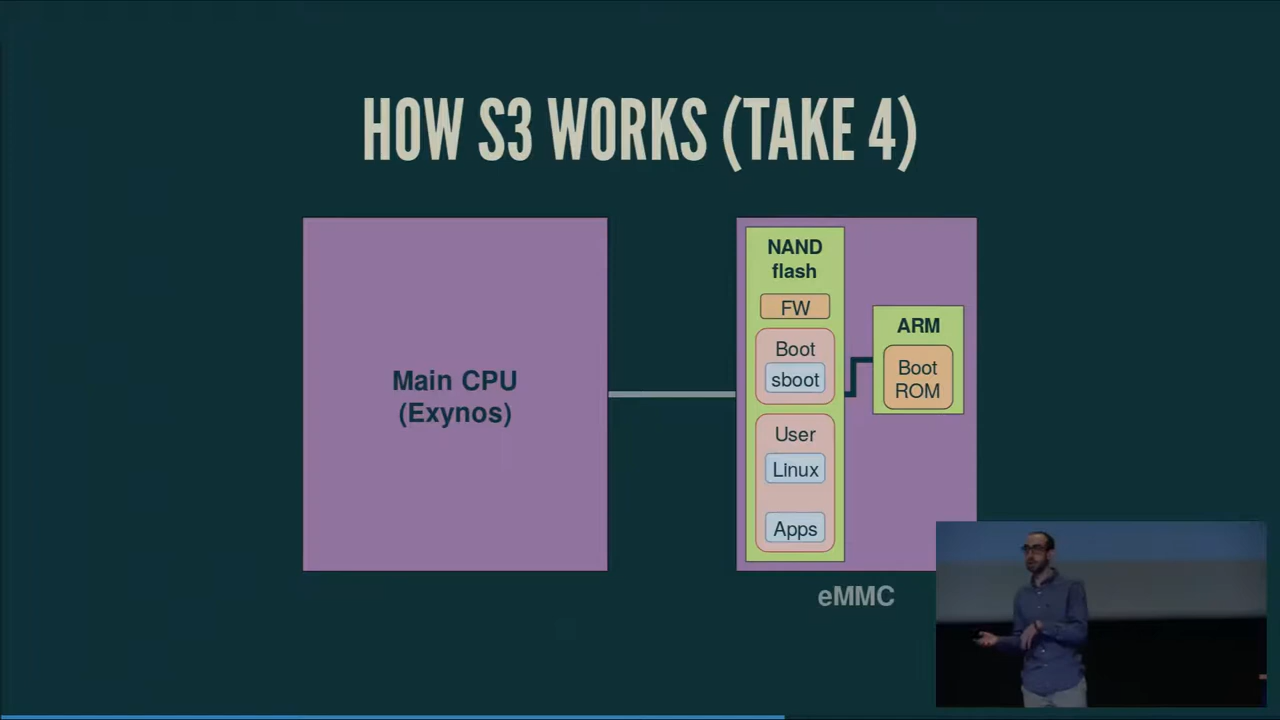 HOW S3 WORKS (TAKE 4)
Main CPU
(Exynos)
NAND
flash
FW
Boot
sboot
User
Linux
Apps
ARM
Boot
ROM
eMMC